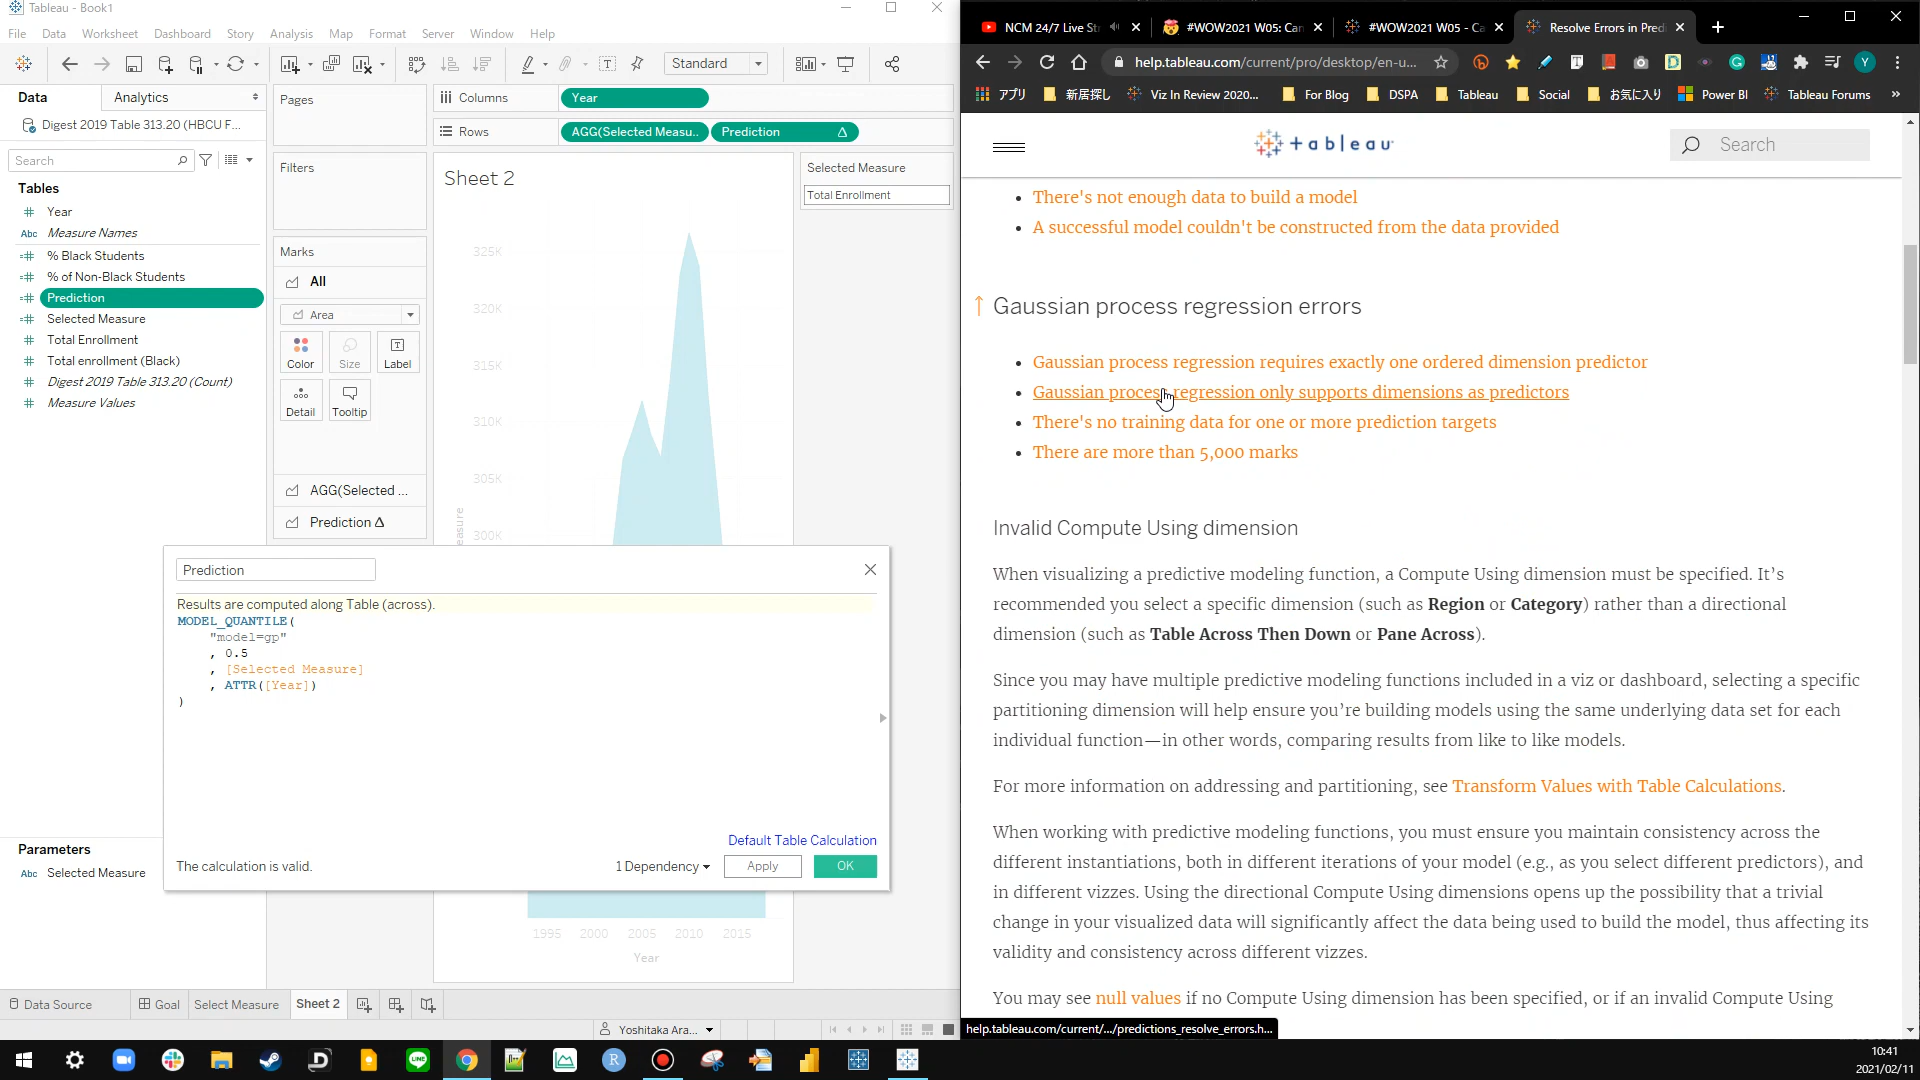 Tableau - Book1
File Data Worksheet Dashboard Story Analysis Map Format Server Window Help
Standard
Data
Analytics
Digest 2019 Table 313.20 (HBCU F...
Search
Tables
Year
Abc Measure Names
% Black Students
% of Non-Black Students
Prediction
Selected Measure
Total Enrollment
Total enrollment (Black)
Digest 2019 Table 313.20 (Count)
Measure Values
Parameters
Abc Selected Measure
Pages
Filters
Marks
All
Area
Color
Size
Label
Detail
Tooltip
AGG(Selected ...
Prediction Δ
Columns
Year
Rows
AGG(Selected Measu..
Prediction Δ
Sheet 2
325K
320K
315K
310K
305K
300K
easure
1995 2000 2005 2010 2015
Year
Selected Measure
Total Enrollment
Prediction
Results are computed along Table (across).
MODEL_QUANTILE(
"model=gp"
, 0.5
, [Selected Measure]
, ATTR([Year])
)
Default Table Calculation
The calculation is valid.
1 Dependency
Apply
OK
Data Source
Goal
Select Measure
Sheet 2
Yoshitaka Ara...
NCM 24/7 Live St
#WOW2021 W05: Car
#WOW2021 W05 - Ca
Resolve Errors in Pred
help.tableau.com/current/pro/desktop/en-u...
Y
アプリ
新居探し
Viz In Review 2020...
For Blog
DSPA
Tableau
Social
お気に入り
Power BI
Tableau Forums
»
+ableau
Search
There's not enough data to build a model
A successful model couldn't be constructed from the data provided
Gaussian process regression errors
Gaussian process regression requires exactly one ordered dimension predictor
Gaussian process regression only supports dimensions as predictors
There's no training data for one or more prediction targets
There are more than 5,000 marks
Invalid Compute Using dimension
When visualizing a predictive modeling function, a Compute Using dimension must be specified. It's
recommended you select a specific dimension (such as Region or Category) rather than a directional
dimension (such as Table Across Then Down or Pane Across).
Since you may have multiple predictive modeling functions included in a viz or dashboard, selecting a specific
partitioning dimension will help ensure you're building models using the same underlying data set for each
individual function—in other words, comparing results from like to like models.
For more information on addressing and partitioning, see Transform Values with Table Calculations.
When working with predictive modeling functions, you must ensure you maintain consistency across the
different instantiations, both in different iterations of your model (e.g., as you select different predictors), and
in different vizzes. Using the directional Compute Using dimensions opens up the possibility that a trivial
change in your visualized data will significantly affect the data being used to build the model, thus affecting its
validity and consistency across different vizzes.
You may see null values if no Compute Using dimension has been specified, or if an invalid Compute Using
help.tableau.com/current/.../predictions_resolve_errors.h...
10:41
2021/02/11